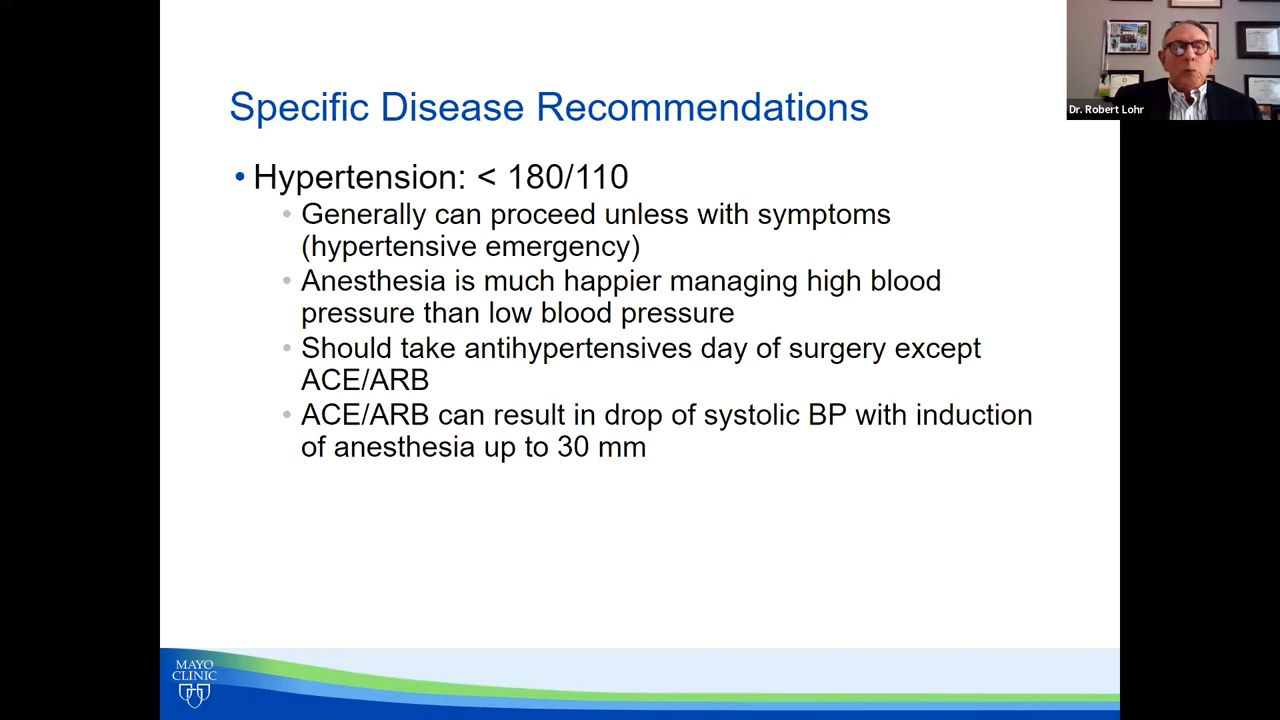 Dr. Robert Lohr
Specific Disease Recommendations
• Hypertension: < 180/110
• Generally can proceed unless with symptoms
(hypertensive emergency)
• Anesthesia is much happier managing high blood
pressure than low blood pressure
• Should take antihypertensives day of surgery except
ACE/ARB
• ACE/ARB can result in drop of systolic BP with induction
of anesthesia up to 30 mm
MAYO
CLINIC